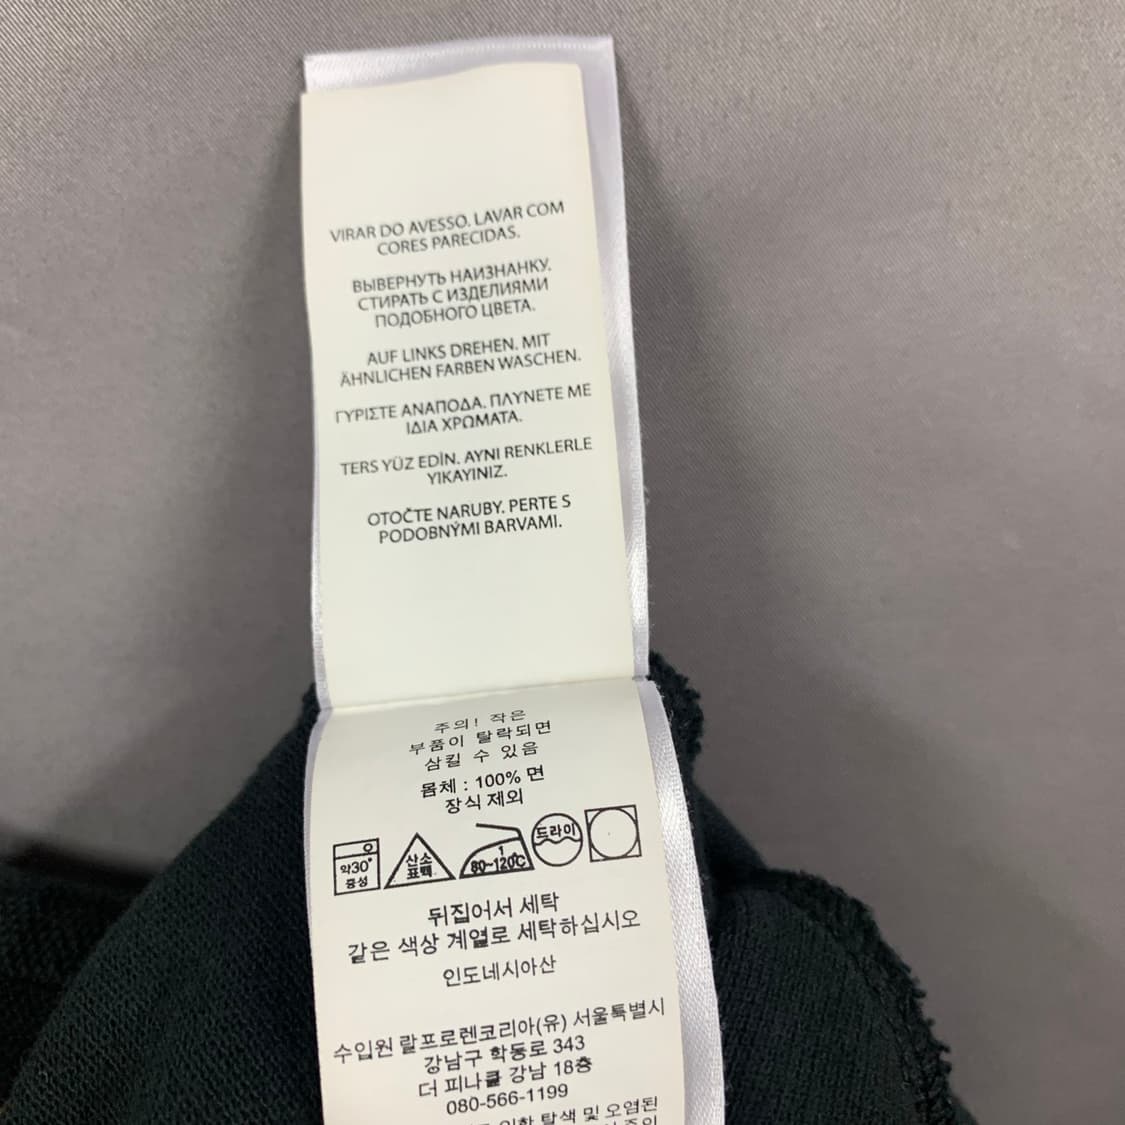 VIRAR DO AVESSO. LAVAR COM
CORES PARECIDAS.
ВЫВЕРНУТЬ НАИЗНАНКУ.
СТИРАТЬ С ИЗДЕЛИЯМИ
ПОДОБНОГО ЦВЕТА.
AUF LINKS DREHEN. MIT
ÄHNLICHEN FARBEN WASCHEN.
ΓΥΡΙΣΤΕ ΑΝΑΠΟΔΑ. ΠΛΥΝΕΤΕ ΜΕ
ΙΔΙΑ ΧΡΩΜΑΤΑ.
TERS YÜZ EDİN. AYNI RENKLERLE
YIKAYINIZ.
OTOČTE NARUBY. PERTE S
PODOBNÝMI BARVAMI.
주의! 작은
부품이 탈락되면
삼킬 수 있음
몸체 : 100% 면
장식 제외
약30°
중성
산소
표백
1
80~120℃
드라이
뒤집어서 세탁
같은 색상 계열로 세탁하십시오
인도네시아산
수입원 랄프로렌코리아(유) 서울특별시
강남구 학동로 343
더 피나클 강남 18층
080-566-1199
탈색 및 오염된